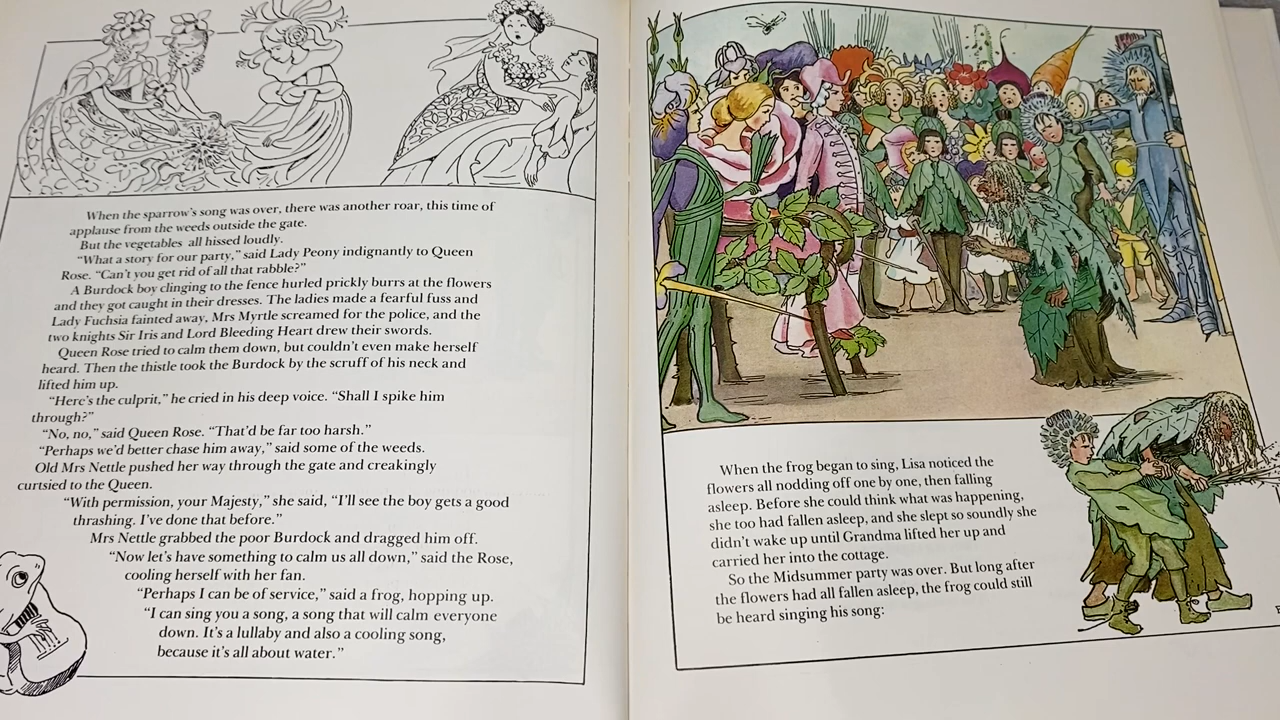 When the sparrow's song was over, there was another roar, this time of
applause from the weeds outside the gate.
But the vegetables all hissed loudly.
"What a story for our party," said Lady Peony indignantly to Queen
Rose. "Can't you get rid of all that rabble?"
A Burdock boy clinging to the fence hurled prickly burrs at the flowers
and they got caught in their dresses. The ladies made a fearful fuss and
Lady Fuchsia fainted away, Mrs Myrtle screamed for the police, and the
two knights Sir Iris and Lord Bleeding Heart drew their swords.
Queen Rose tried to calm them down, but couldn't even make herself
heard. Then the thistle took the Burdock by the scruff of his neck and
lifted him up.
"Here's the culprit," he cried in his deep voice. "Shall I spike him
through?"
"No, no," said Queen Rose. "That'd be far too harsh."
"Perhaps we'd better chase him away," said some of the weeds.
Old Mrs Nettle pushed her way through the gate and creakingly
curtsied to the Queen.
"With permission, your Majesty," she said, "I'll see the boy gets a good
thrashing. I've done that before."
Mrs Nettle grabbed the poor Burdock and dragged him off.
"Now let's have something to calm us all down," said the Rose,
cooling herself with her fan.
"Perhaps I can be of service," said a frog, hopping up.
"I can sing you a song, a song that will calm everyone
down. It's a lullaby and also a cooling song,
because it's all about water."
When the frog began to sing, Lisa noticed the
flowers all nodding off one by one, then falling
asleep. Before she could think what was happening,
she too had fallen asleep, and she slept so soundly she
didn't wake up until Grandma lifted her up and
carried her into the cottage.
So the Midsummer party was over. But long after
the flowers had all fallen asleep, the frog could still
be heard singing his song: